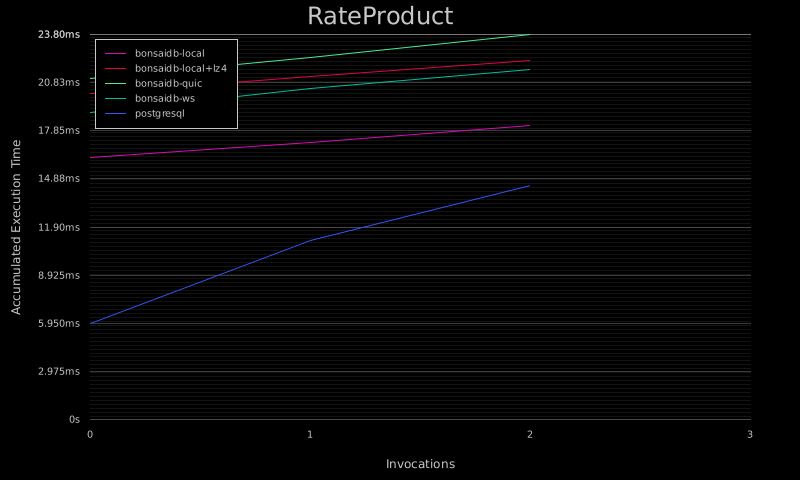 RateProduct
23.80ms
bonsaidb-local
bonsaidb-local+lz4
bonsaidb-quic
bonsaidb-ws
postgresql
20.83ms
17.85ms
14.88ms
11.90ms
8.925ms
5.950ms
2.975ms
0s
Accumulated Execution Time
0 1 2 3
Invocations